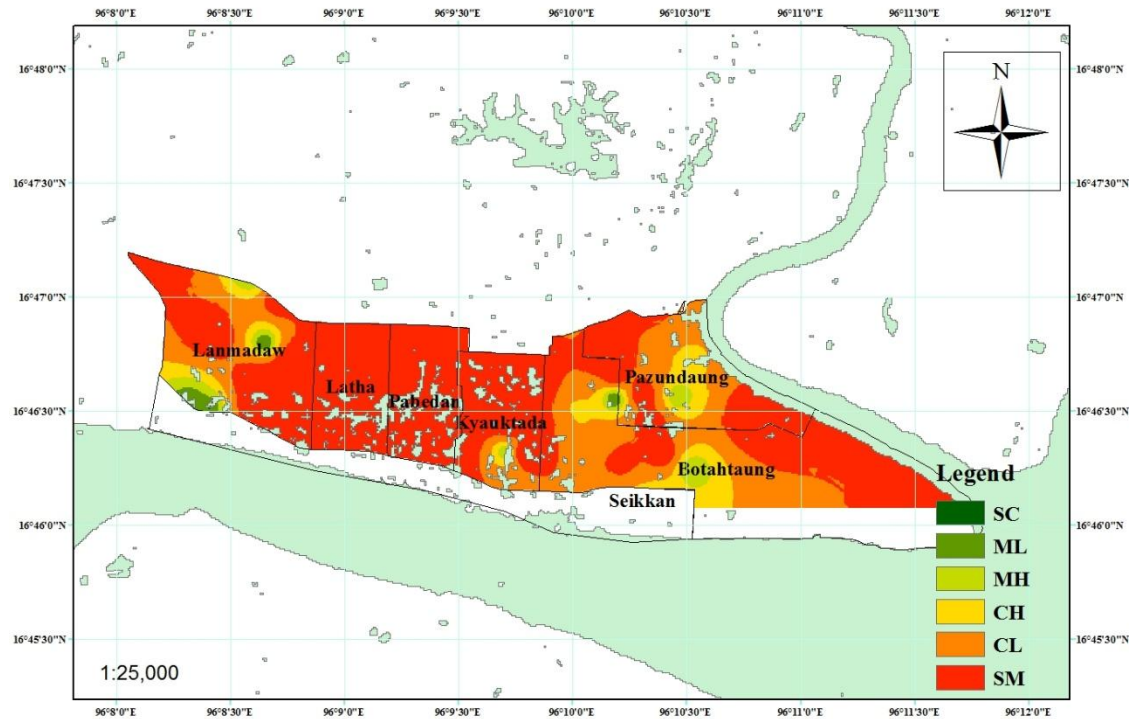 96°8'0"E 96°8'30"E 96°9'0"E 96°9'30"E 96°10'0"E 96°10'30"E 96°11'0"E 96°11'30"E 96°12'0"E
16°48'0"N 16°48'0"N
N
16°47'30"N 16°47'30"N
16°47'0"N 16°47'0"N
Lanmadaw
Latha
Pabedan
Kyauktada
Pazundaung
16°46'30"N 16°46'30"N
Botahtaung
Seikkan
16°46'0"N 16°46'0"N
Legend
SC
ML
MH
CH
CL
SM
16°45'30"N 16°45'30"N
1:25,000
96°8'0"E 96°8'30"E 96°9'0"E 96°9'30"E 96°10'0"E 96°10'30"E 96°11'0"E 96°11'30"E 96°12'0"E